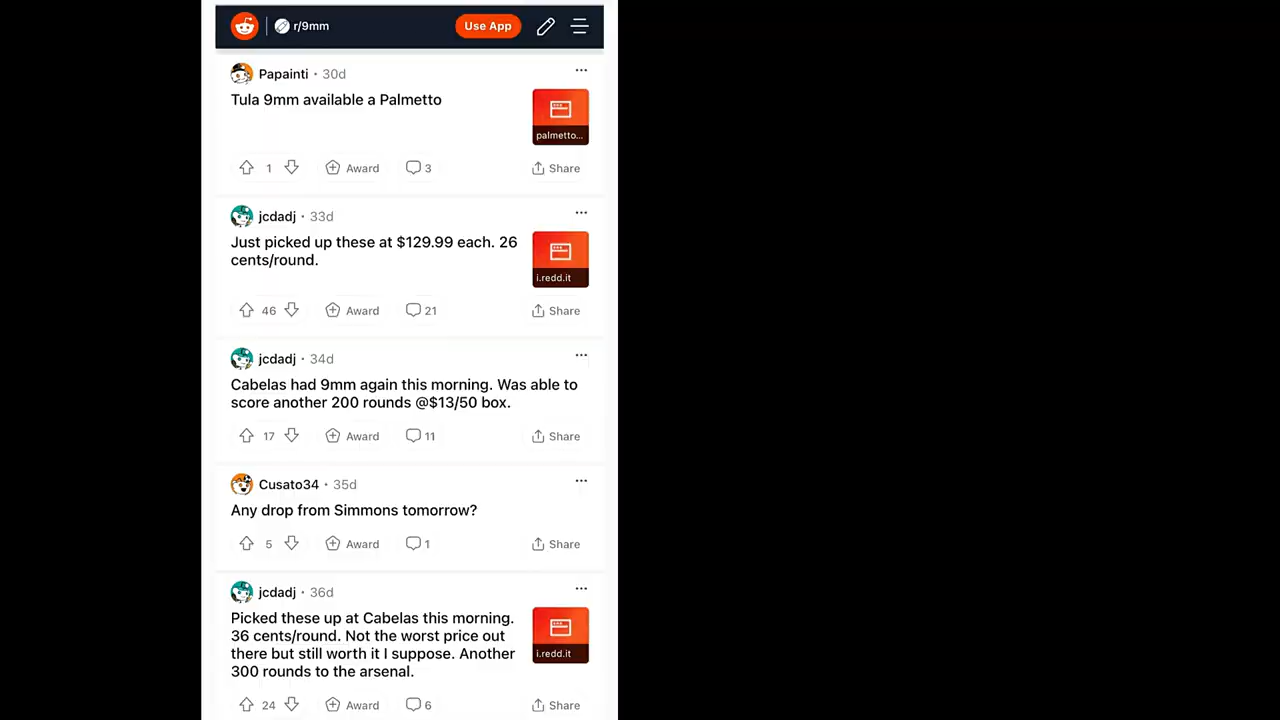 r/9mm
Use App
Papainti · 30d
Tula 9mm available a Palmetto
palmetto...
1
Award
3
Share
jcdadj · 33d
Just picked up these at $129.99 each. 26
cents/round.
i.redd.it
46
Award
21
Share
jcdadj · 34d
Cabelas had 9mm again this morning. Was able to
score another 200 rounds @$13/50 box.
17
Award
11
Share
Cusato34 · 35d
Any drop from Simmons tomorrow?
5
Award
1
Share
jcdadj · 36d
Picked these up at Cabelas this morning.
36 cents/round. Not the worst price out
there but still worth it I suppose. Another
300 rounds to the arsenal.
i.redd.it
24
Award
6
Share